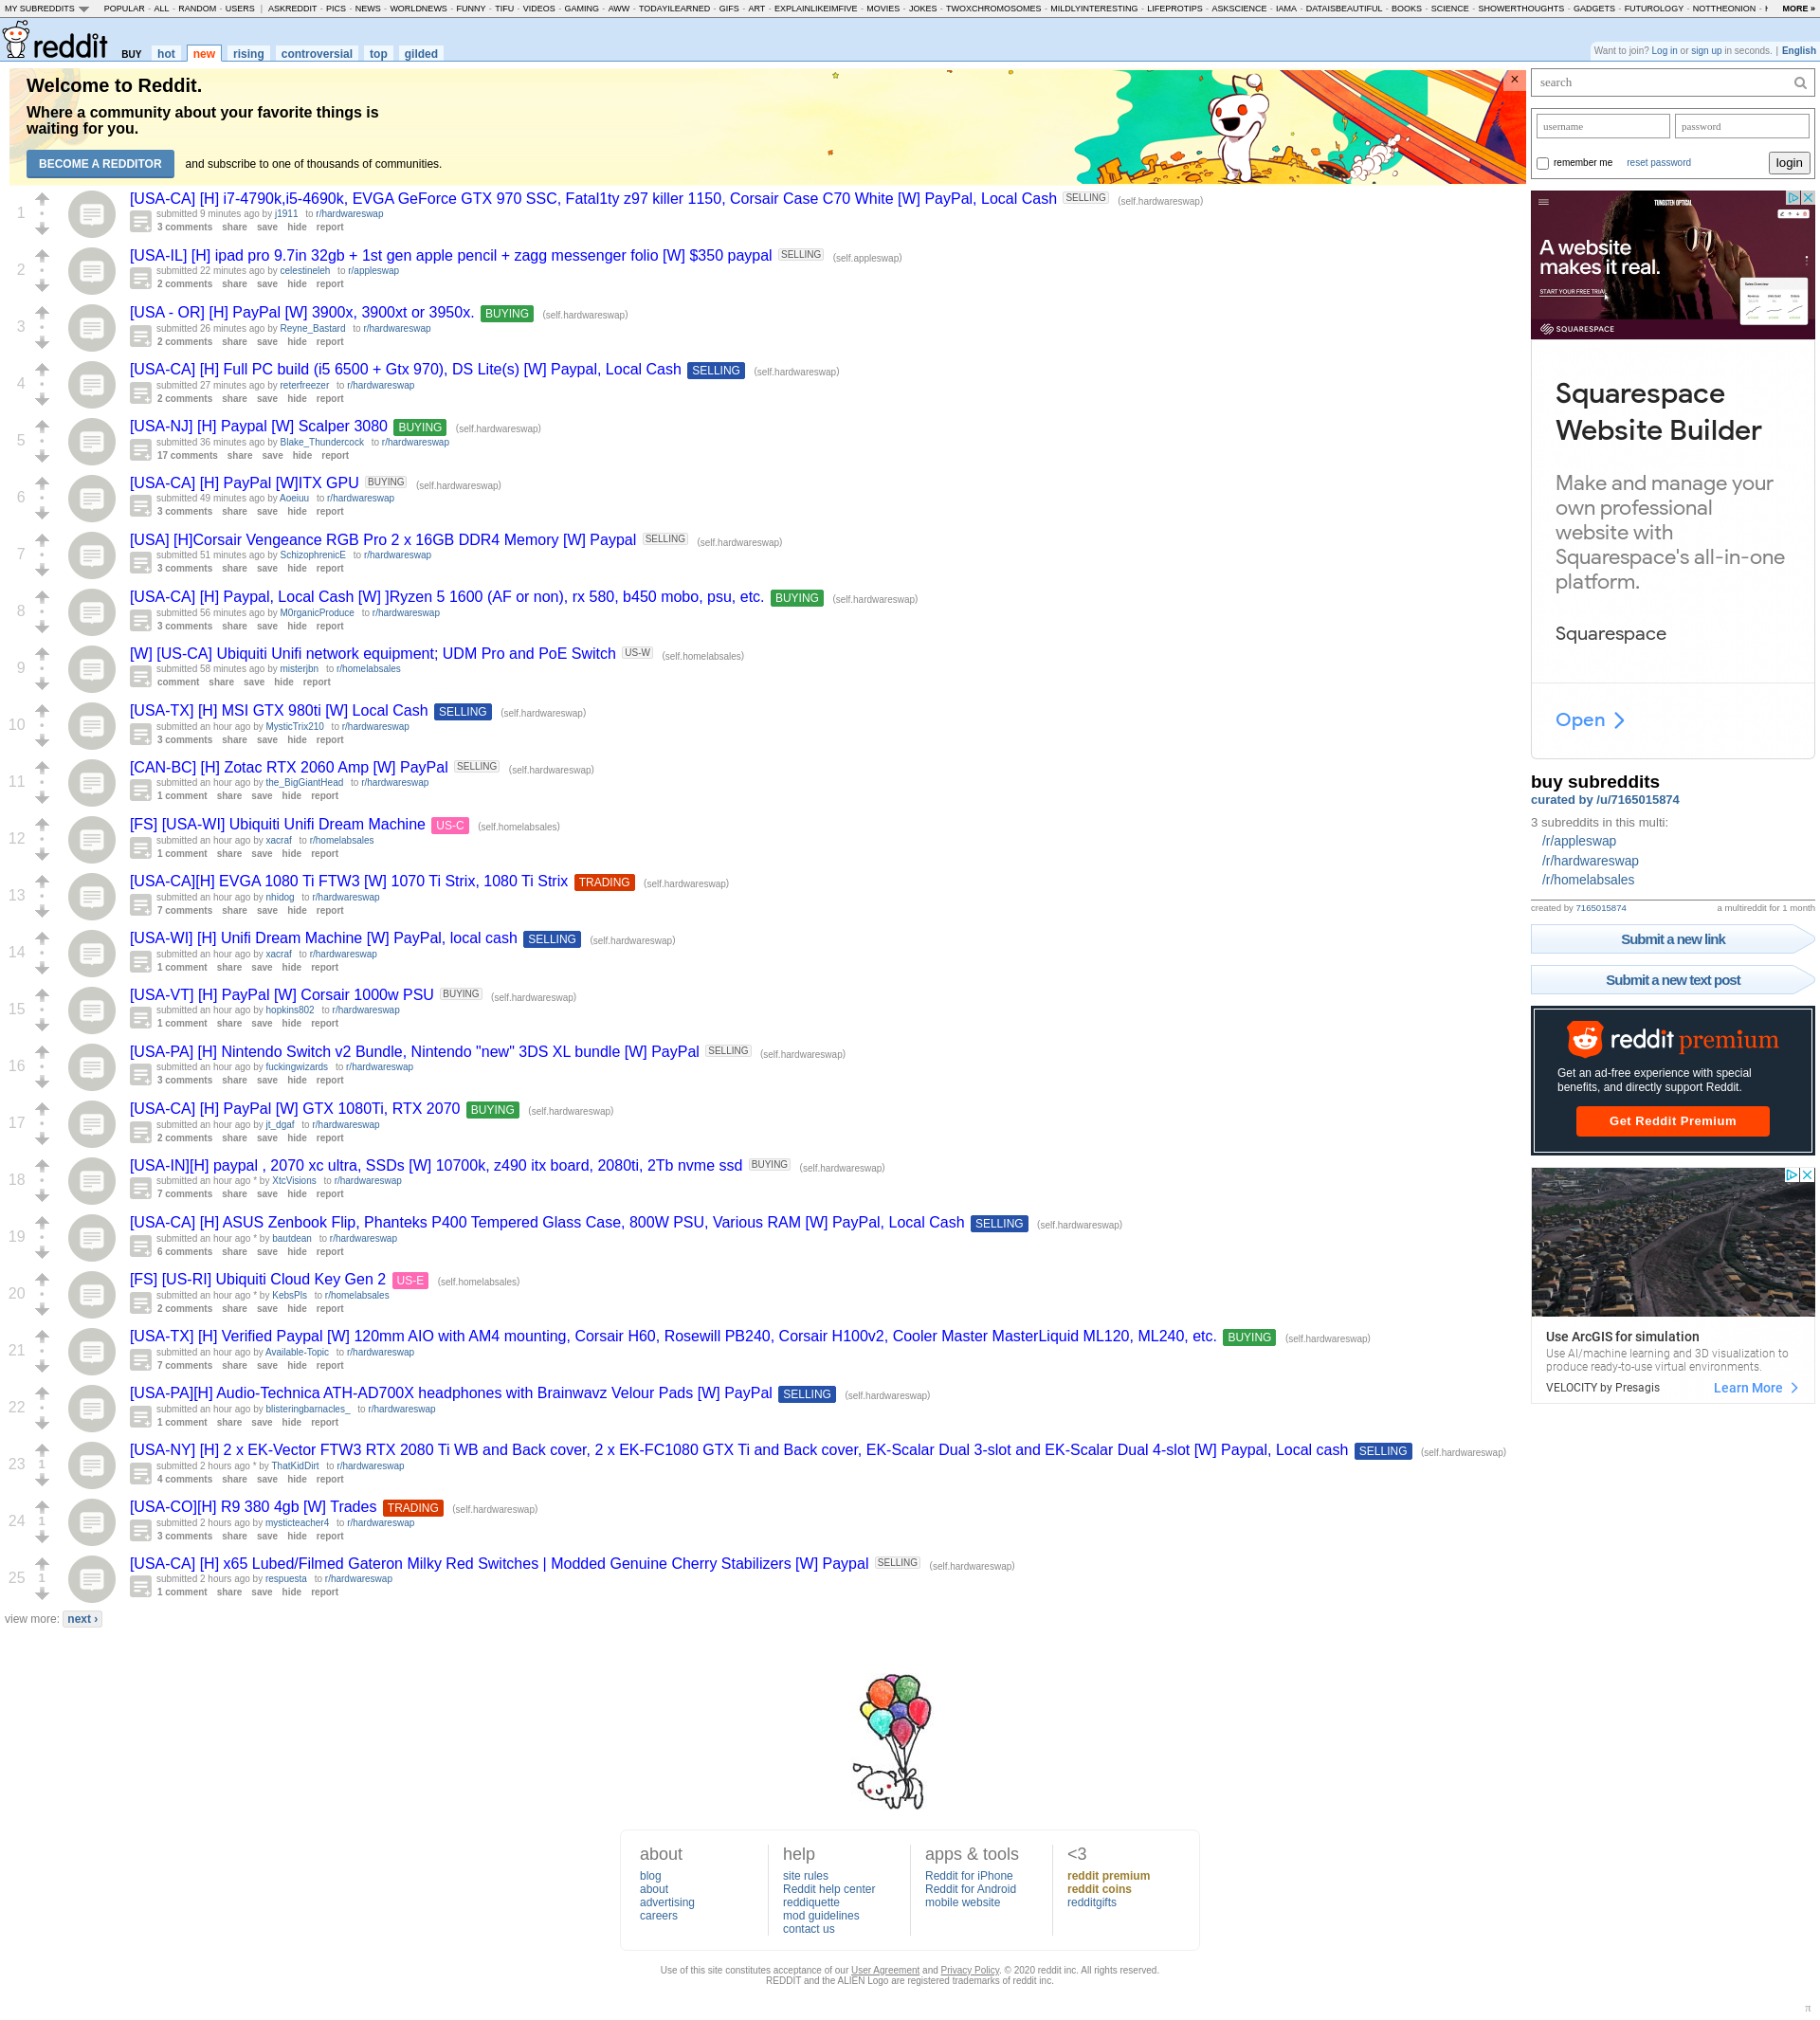 MY SUBREDDITS POPULAR - ALL - RANDOM - USERS | ASKREDDIT - PICS - NEWS - WORLDNEWS - FUNNY - TIFU - VIDEOS - GAMING - AWW - TODAYILEARNED - GIFS - ART - EXPLAINLIKEIMFIVE - MOVIES - JOKES - TWOXCHROMOSOMES - MILDLYINTERESTING - LIFEPROTIPS - ASKSCIENCE - IAMA - DATAISBEAUTIFUL - BOOKS - SCIENCE - SHOWERTHOUGHTS - GADGETS - FUTUROLOGY - NOTTHEONION - MORE »
reddit BUY hot new rising controversial top gilded
Want to join? Log in or sign up in seconds. | English
Welcome to Reddit.
Where a community about your favorite things is
waiting for you.
BECOME A REDDITOR and subscribe to one of thousands of communities.
1
[USA-CA] [H] i7-4790k,i5-4690k, EVGA GeForce GTX 970 SSC, Fatal1ty z97 killer 1150, Corsair Case C70 White [W] PayPal, Local Cash SELLING (self.hardwareswap)
submitted 9 minutes ago by j1911 to r/hardwareswap
3 comments share save hide report
2
[USA-IL] [H] ipad pro 9.7in 32gb + 1st gen apple pencil + zagg messenger folio [W] $350 paypal SELLING (self.appleswap)
submitted 22 minutes ago by celestineleh to r/appleswap
2 comments share save hide report
3
[USA - OR] [H] PayPal [W] 3900x, 3900xt or 3950x. BUYING (self.hardwareswap)
submitted 26 minutes ago by Reyne_Bastard to r/hardwareswap
2 comments share save hide report
4
[USA-CA] [H] Full PC build (i5 6500 + Gtx 970), DS Lite(s) [W] Paypal, Local Cash SELLING (self.hardwareswap)
submitted 27 minutes ago by reterfreezer to r/hardwareswap
2 comments share save hide report
5
[USA-NJ] [H] Paypal [W] Scalper 3080 BUYING (self.hardwareswap)
submitted 36 minutes ago by Blake_Thundercock to r/hardwareswap
17 comments share save hide report
6
[USA-CA] [H] PayPal [W]ITX GPU BUYING (self.hardwareswap)
submitted 49 minutes ago by Aoeiuu to r/hardwareswap
3 comments share save hide report
7
[USA] [H]Corsair Vengeance RGB Pro 2 x 16GB DDR4 Memory [W] Paypal SELLING (self.hardwareswap)
submitted 51 minutes ago by SchizophrenicE to r/hardwareswap
3 comments share save hide report
8
[USA-CA] [H] Paypal, Local Cash [W] ]Ryzen 5 1600 (AF or non), rx 580, b450 mobo, psu, etc. BUYING (self.hardwareswap)
submitted 56 minutes ago by M0rganicProduce to r/hardwareswap
3 comments share save hide report
9
[W] [US-CA] Ubiquiti Unifi network equipment; UDM Pro and PoE Switch US-W (self.homelabsales)
submitted 58 minutes ago by misterjbn to r/homelabsales
comment share save hide report
10
[USA-TX] [H] MSI GTX 980ti [W] Local Cash SELLING (self.hardwareswap)
submitted an hour ago by MysticTrix210 to r/hardwareswap
3 comments share save hide report
11
[CAN-BC] [H] Zotac RTX 2060 Amp [W] PayPal SELLING (self.hardwareswap)
submitted an hour ago by the_BigGiantHead to r/hardwareswap
1 comment share save hide report
12
[FS] [USA-WI] Ubiquiti Unifi Dream Machine US-C (self.homelabsales)
submitted an hour ago by xacraf to r/homelabsales
1 comment share save hide report
13
[USA-CA][H] EVGA 1080 Ti FTW3 [W] 1070 Ti Strix, 1080 Ti Strix TRADING (self.hardwareswap)
submitted an hour ago by nhidog to r/hardwareswap
7 comments share save hide report
14
[USA-WI] [H] Unifi Dream Machine [W] PayPal, local cash SELLING (self.hardwareswap)
submitted an hour ago by xacraf to r/hardwareswap
1 comment share save hide report
15
[USA-VT] [H] PayPal [W] Corsair 1000w PSU BUYING (self.hardwareswap)
submitted an hour ago by hopkins802 to r/hardwareswap
1 comment share save hide report
16
[USA-PA] [H] Nintendo Switch v2 Bundle, Nintendo "new" 3DS XL bundle [W] PayPal SELLING (self.hardwareswap)
submitted an hour ago by fuckingwizards to r/hardwareswap
3 comments share save hide report
17
[USA-CA] [H] PayPal [W] GTX 1080Ti, RTX 2070 BUYING (self.hardwareswap)
submitted an hour ago by jt_dgaf to r/hardwareswap
2 comments share save hide report
18
[USA-IN][H] paypal , 2070 xc ultra, SSDs [W] 10700k, z490 itx board, 2080ti, 2Tb nvme ssd BUYING (self.hardwareswap)
submitted an hour ago * by XtcVisions to r/hardwareswap
7 comments share save hide report
19
[USA-CA] [H] ASUS Zenbook Flip, Phanteks P400 Tempered Glass Case, 800W PSU, Various RAM [W] PayPal, Local Cash SELLING (self.hardwareswap)
submitted an hour ago * by bautdean to r/hardwareswap
6 comments share save hide report
20
[FS] [US-RI] Ubiquiti Cloud Key Gen 2 US-E (self.homelabsales)
submitted an hour ago * by KebsPls to r/homelabsales
2 comments share save hide report
21
[USA-TX] [H] Verified Paypal [W] 120mm AIO with AM4 mounting, Corsair H60, Rosewill PB240, Corsair H100v2, Cooler Master MasterLiquid ML120, ML240, etc. BUYING (self.hardwareswap)
submitted an hour ago by Available-Topic to r/hardwareswap
7 comments share save hide report
22
[USA-PA][H] Audio-Technica ATH-AD700X headphones with Brainwavz Velour Pads [W] PayPal SELLING (self.hardwareswap)
submitted an hour ago by blisteringbarnacles_ to r/hardwareswap
1 comment share save hide report
23 1
[USA-NY] [H] 2 x EK-Vector FTW3 RTX 2080 Ti WB and Back cover, 2 x EK-FC1080 GTX Ti and Back cover, EK-Scalar Dual 3-slot and EK-Scalar Dual 4-slot [W] Paypal, Local cash SELLING (self.hardwareswap)
submitted 2 hours ago * by ThatKidDirt to r/hardwareswap
4 comments share save hide report
24 1
[USA-CO][H] R9 380 4gb [W] Trades TRADING (self.hardwareswap)
submitted 2 hours ago by mysticteacher4 to r/hardwareswap
3 comments share save hide report
25 1
[USA-CA] [H] x65 Lubed/Filmed Gateron Milky Red Switches | Modded Genuine Cherry Stabilizers [W] Paypal SELLING (self.hardwareswap)
submitted 2 hours ago by respuesta to r/hardwareswap
1 comment share save hide report
view more: next ›
search
username password
remember me reset password login
TUNGSTEN OPTICAL
A website
makes it real.
START YOUR FREE TRIAL
SQUARESPACE
Squarespace
Website Builder
Make and manage your
own professional
website with
Squarespace's all-in-one
platform.
Squarespace
Open
buy subreddits
curated by /u/7165015874
3 subreddits in this multi:
/r/appleswap
/r/hardwareswap
/r/homelabsales
created by 7165015874 a multireddit for 1 month
Submit a new link
Submit a new text post
reddit premium
Get an ad-free experience with special
benefits, and directly support Reddit.
Get Reddit Premium
Use ArcGIS for simulation
Use AI/machine learning and 3D visualization to
produce ready-to-use virtual environments.
VELOCITY by Presagis Learn More
about
blog
about
advertising
careers
help
site rules
Reddit help center
reddiquette
mod guidelines
contact us
apps & tools
Reddit for iPhone
Reddit for Android
mobile website
<3
reddit premium
reddit coins
redditgifts
Use of this site constitutes acceptance of our User Agreement and Privacy Policy. © 2020 reddit inc. All rights reserved.
REDDIT and the ALIEN Logo are registered trademarks of reddit inc.
π